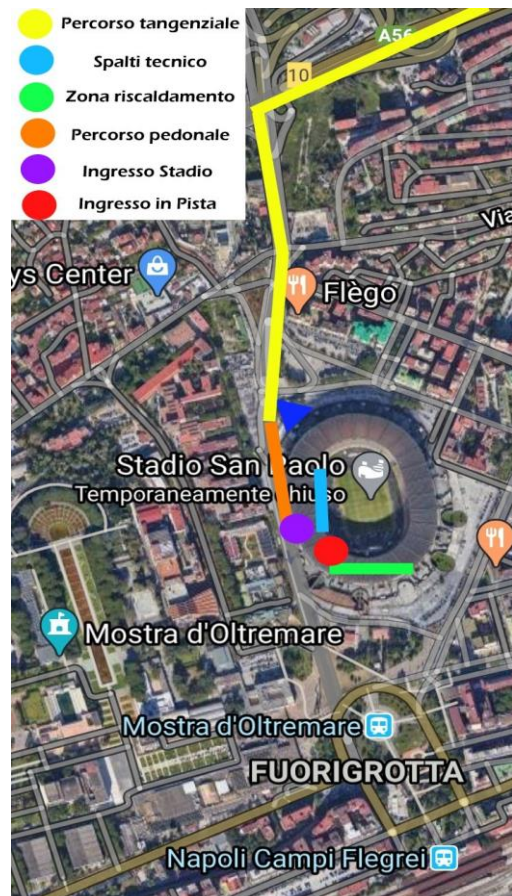 Percorso tangenziale
Spalti tecnico
Zona riscaldamento
Percorso pedonale
Ingresso Stadio
Ingresso in Pista
A56
10
Via
ys Center
Flègo
Stadio San Paolo
Temporaneamente chiuso
Mostra d'Oltremare
Mostra d'Oltremare
FUORIGROTTA
Napoli Campi Flegrei